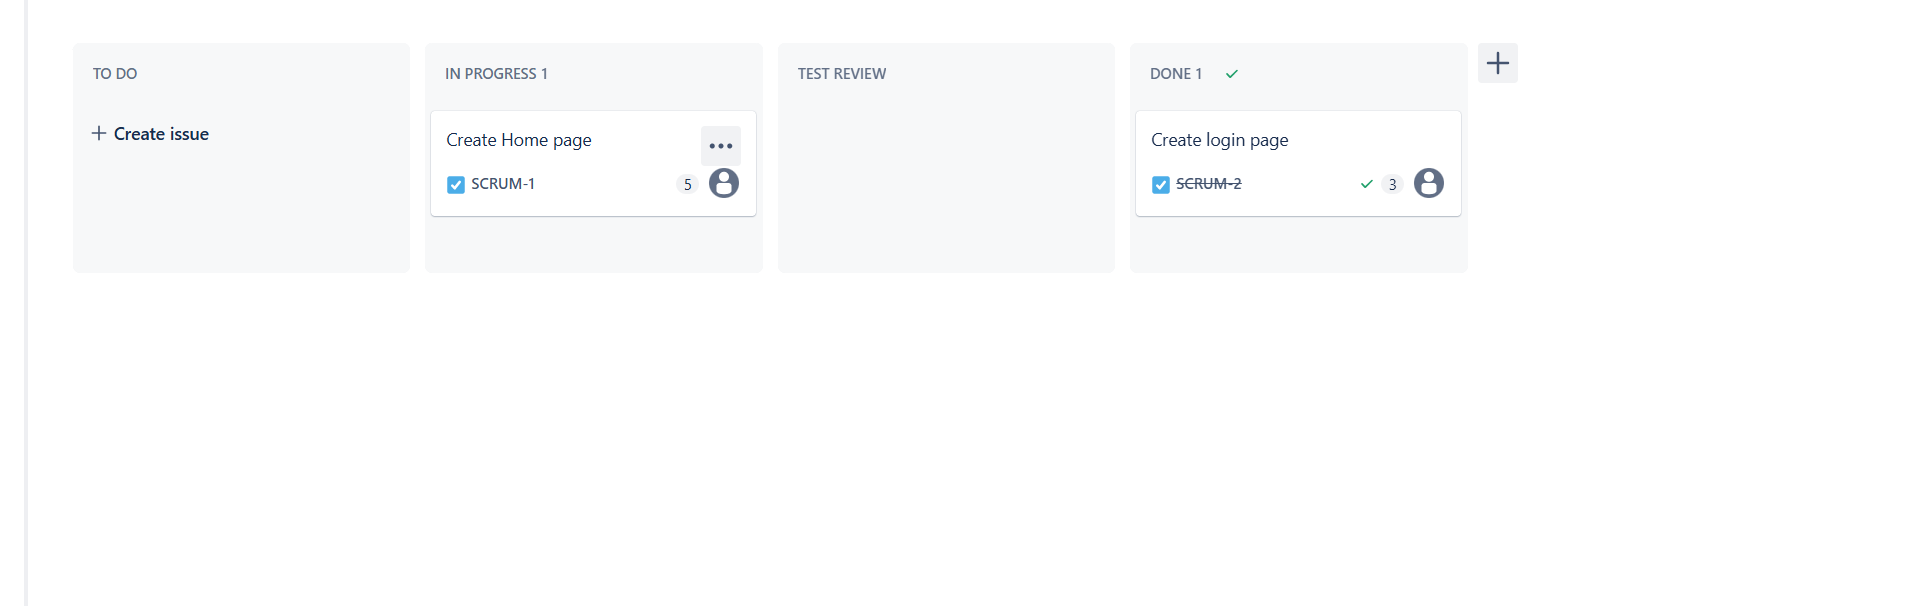 TO DO
Create issue
IN PROGRESS 1
Create Home page
SCRUM-1
5
TEST REVIEW
DONE 1
Create login page
SCRUM-2
3